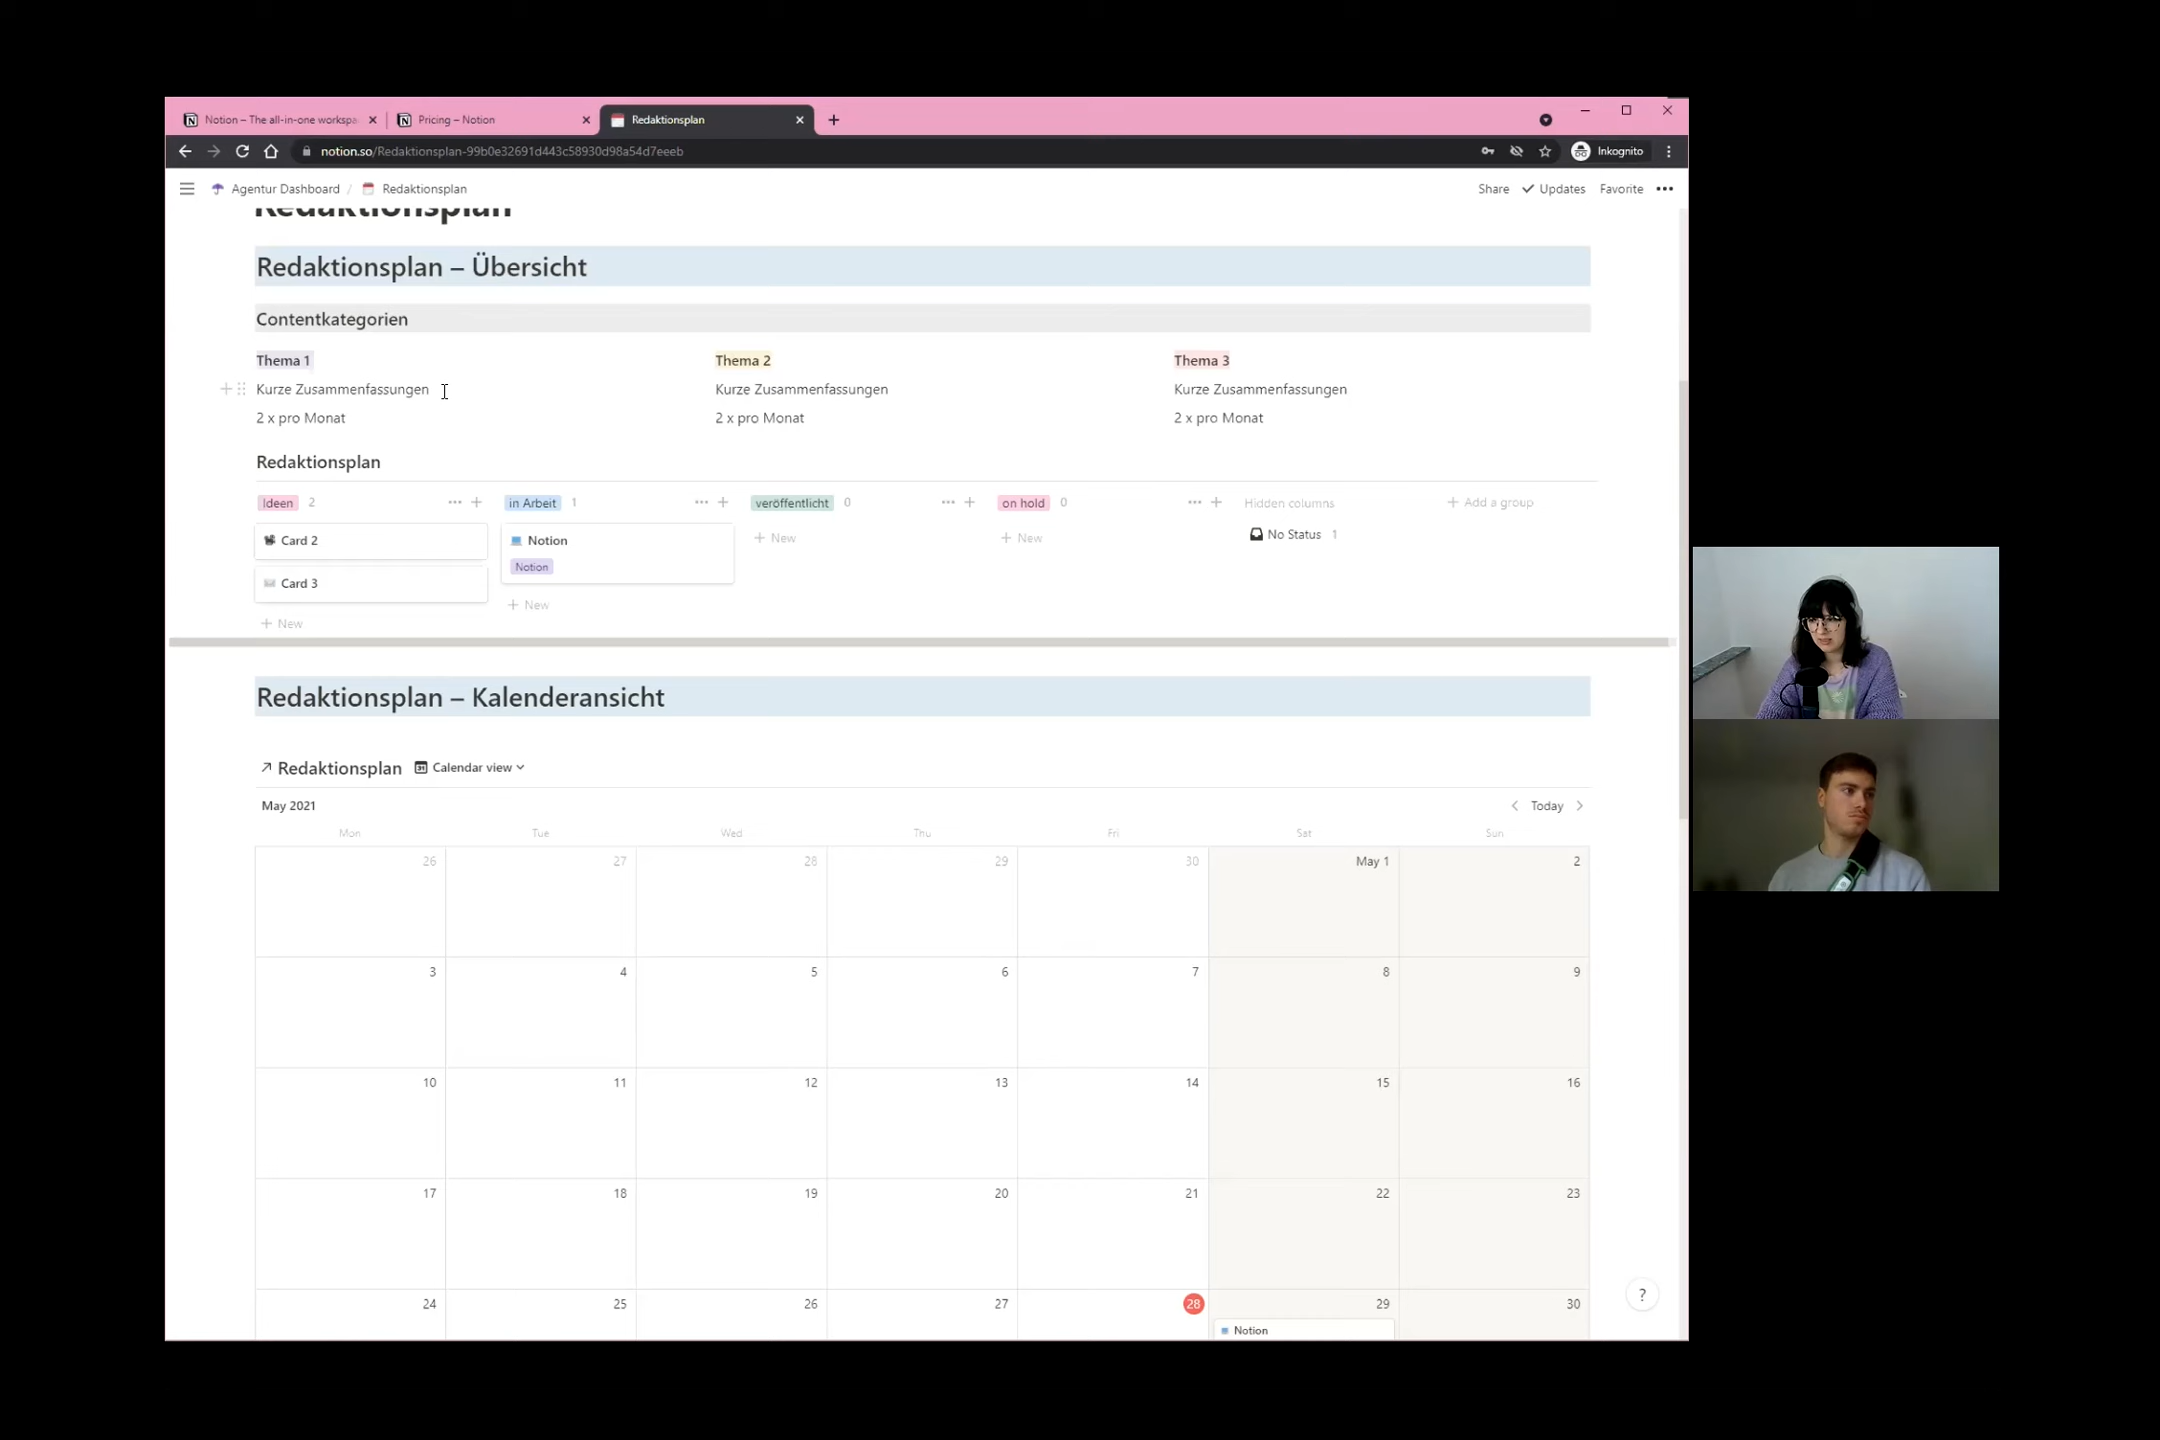 Notion – The all-in-one workspa
Pricing – Notion
Redaktionsplan
notion.so/Redaktionsplan-99b0e32691d443c58930d98a54d7eeeb
Inkognito
Agentur Dashboard / Redaktionsplan
Share Updates Favorite
Redaktionsplan
Redaktionsplan – Übersicht
Contentkategorien
Thema 1 Thema 2 Thema 3
Kurze Zusammenfassungen Kurze Zusammenfassungen Kurze Zusammenfassungen
2 x pro Monat 2 x pro Monat 2 x pro Monat
Redaktionsplan
Ideen 2 in Arbeit 1 veröffentlicht 0 on hold 0 Hidden columns + Add a group
Card 2 Notion + New + New No Status 1
Notion
Card 3
+ New
+ New
Redaktionsplan – Kalenderansicht
Redaktionsplan Calendar view
May 2021 Today
Mon Tue Wed Thu Fri Sat Sun
26 27 28 29 30 May 1 2
3 4 5 6 7 8 9
10 11 12 13 14 15 16
17 18 19 20 21 22 23
24 25 26 27 28 29 30
?
Notion